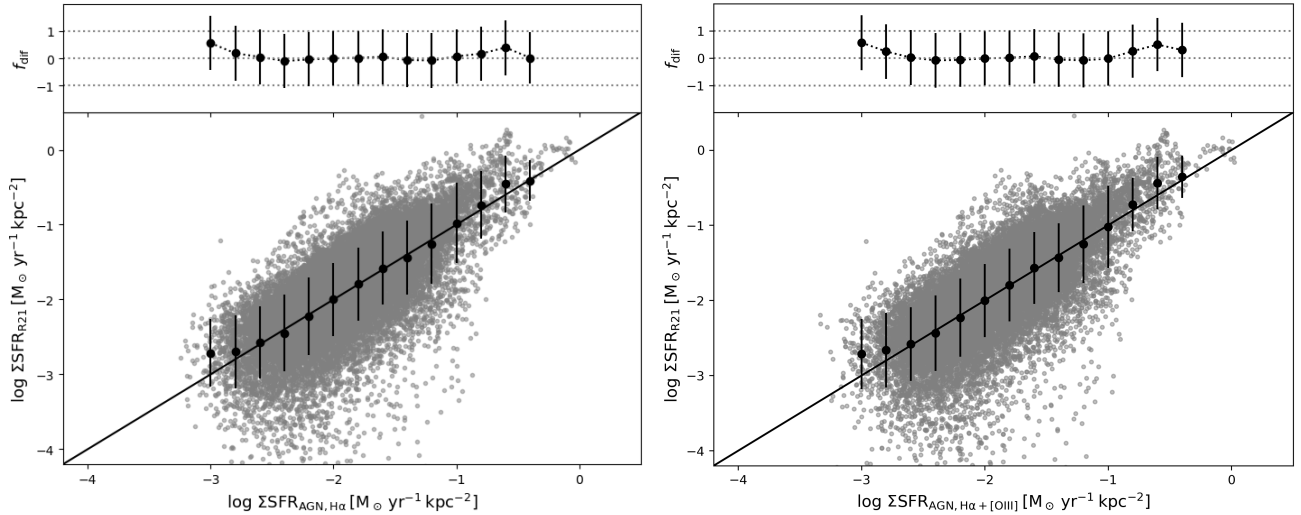 f_dif
1
0
−1
log ΣSFR_R21 [M_⊙ yr^−1 kpc^−2]
0
−1
−2
−3
−4
−4 −3 −2 −1 0
log ΣSFR_AGN, Hα [M_⊙ yr^−1 kpc^−2]
f_dif
1
0
−1
log ΣSFR_R21 [M_⊙ yr^−1 kpc^−2]
0
−1
−2
−3
−4
−4 −3 −2 −1 0
log ΣSFR_AGN, Hα + [OIII] [M_⊙ yr^−1 kpc^−2]